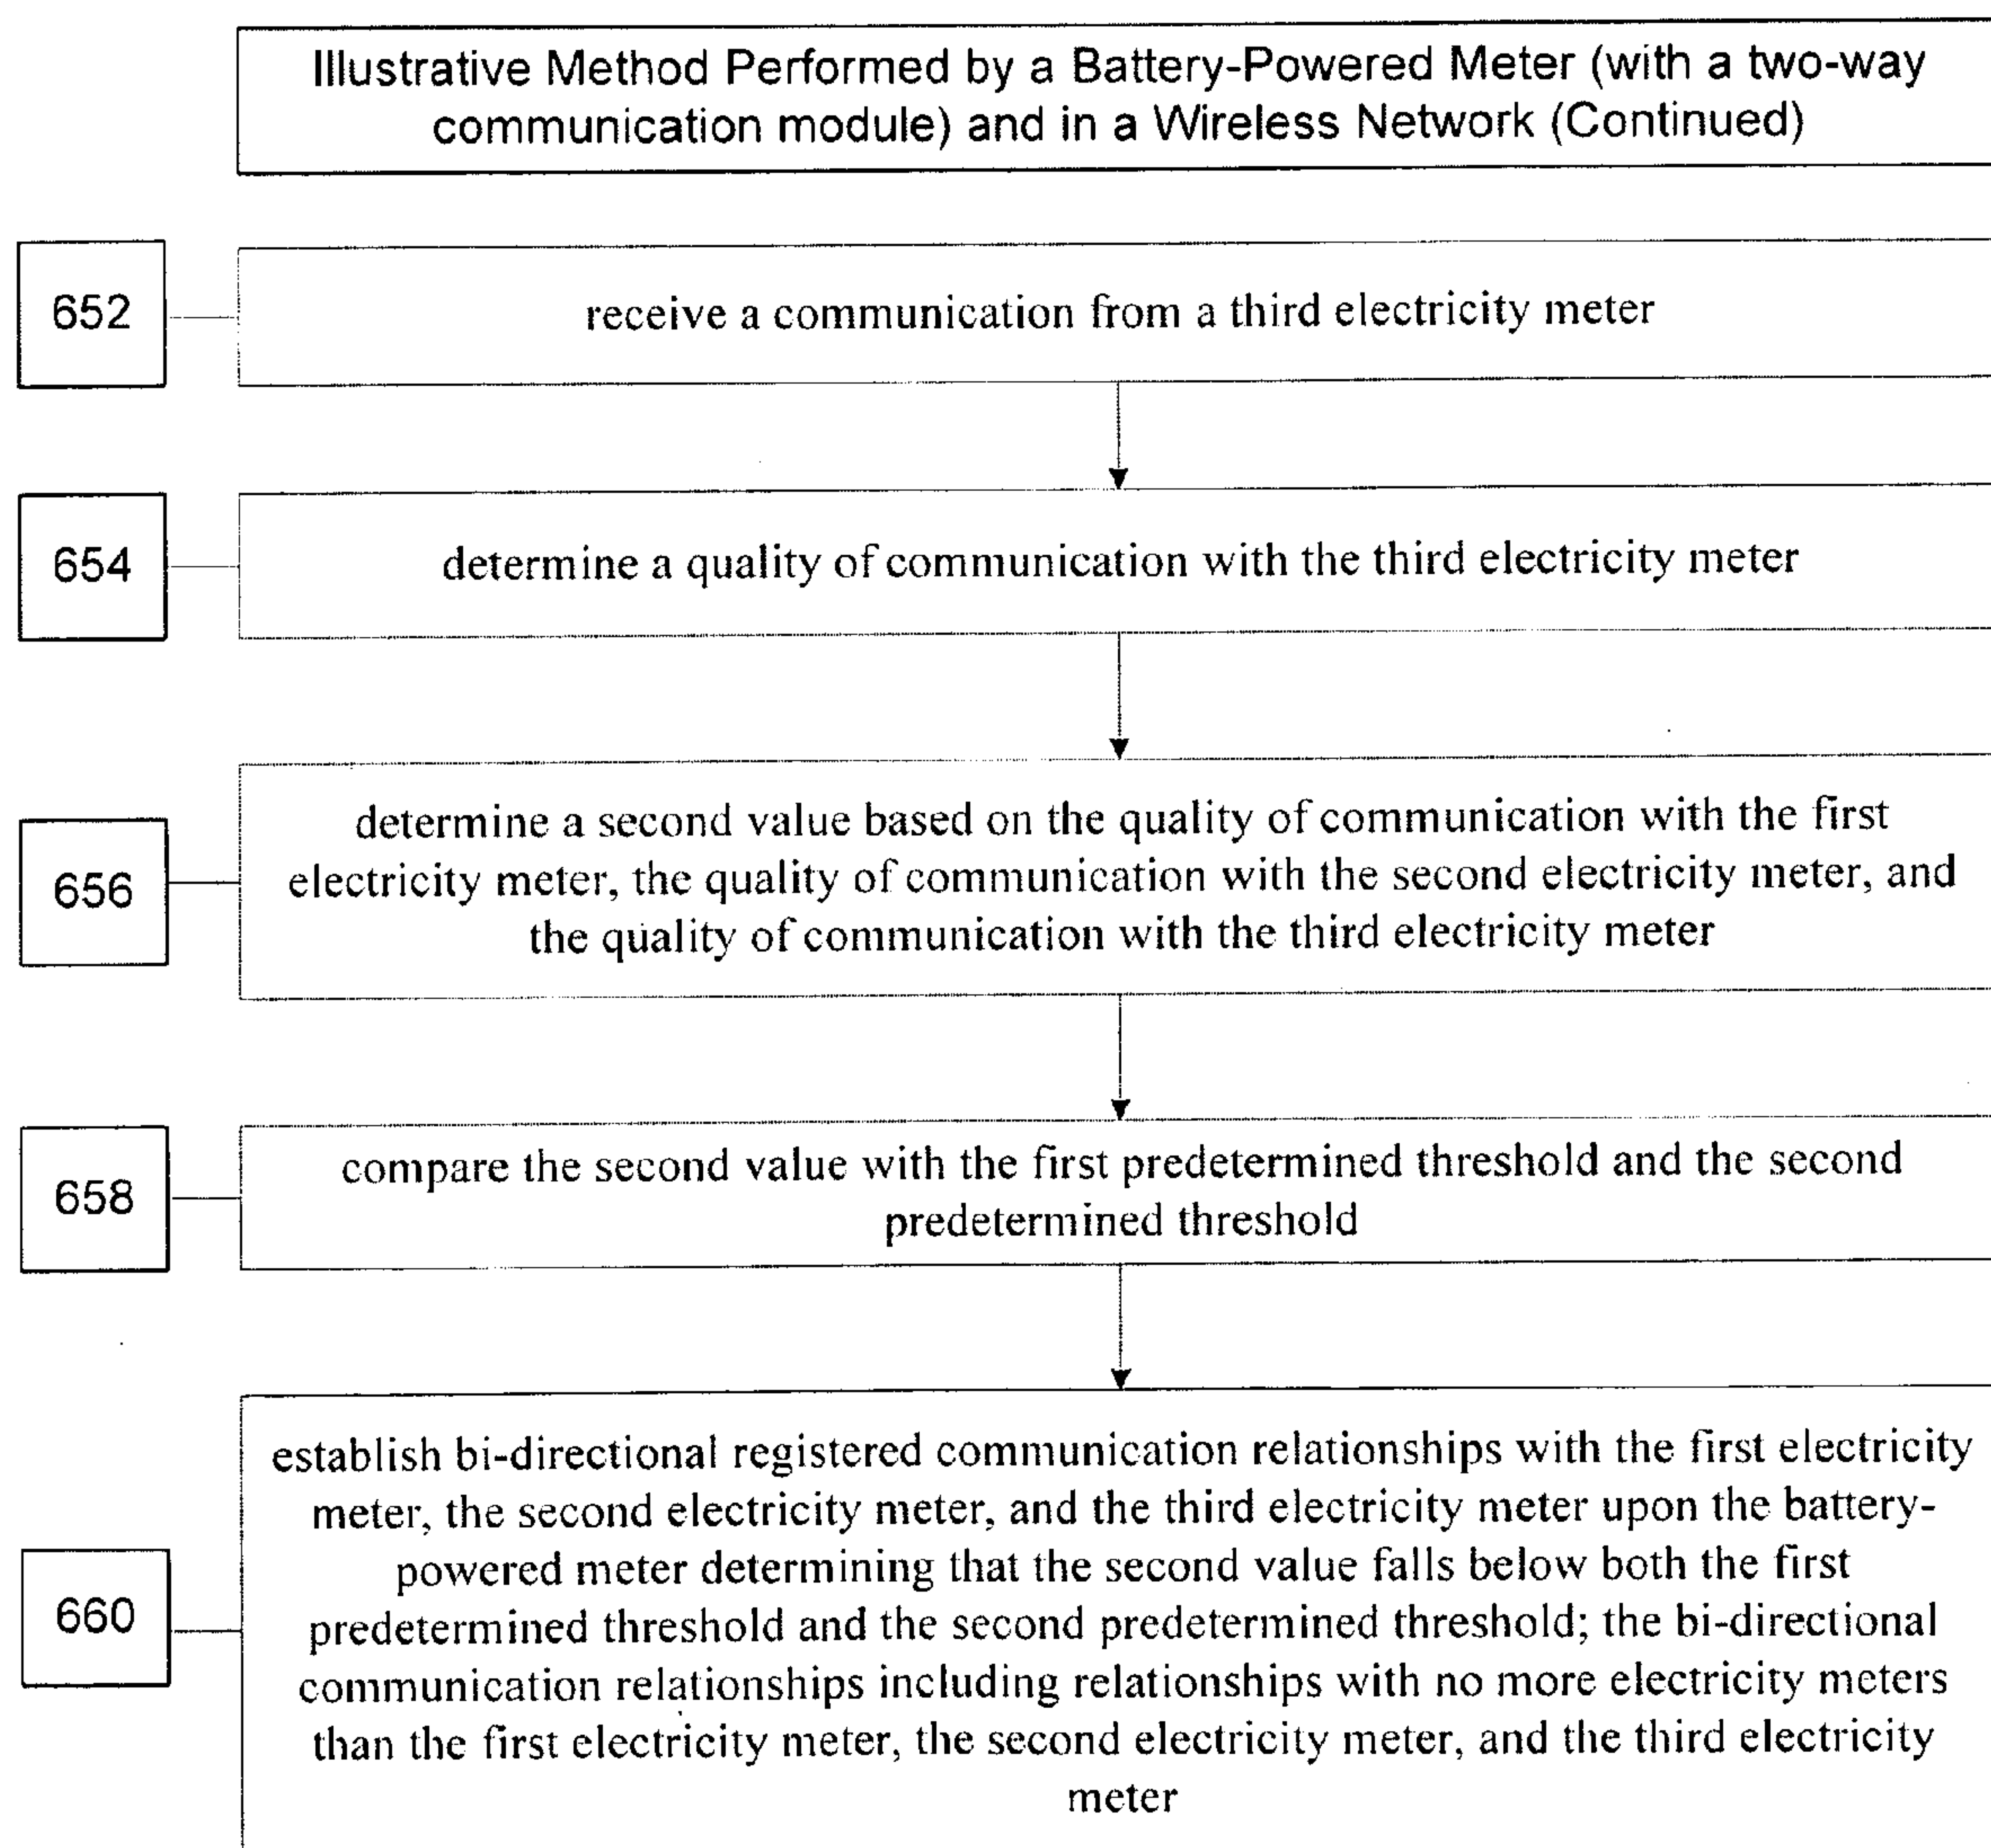 Illustrative Method Performed by a Battery-Powered Meter (with a two-way
communication module) and in a Wireless Network (Continued)
652
receive a communication from a third electricity meter
654
determine a quality of communication with the third electricity meter
656
determine a second value based on the quality of communication with the first
electricity meter, the quality of communication with the second electricity meter, and
the quality of communication with the third electricity meter
658
compare the second value with the first predetermined threshold and the second
predetermined threshold
660
establish bi-directional registered communication relationships with the first electricity
meter, the second electricity meter, and the third electricity meter upon the battery-
powered meter determining that the second value falls below both the first
predetermined threshold and the second predetermined threshold; the bi-directional
communication relationships including relationships with no more electricity meters
than the first electricity meter, the second electricity meter, and the third electricity
meter